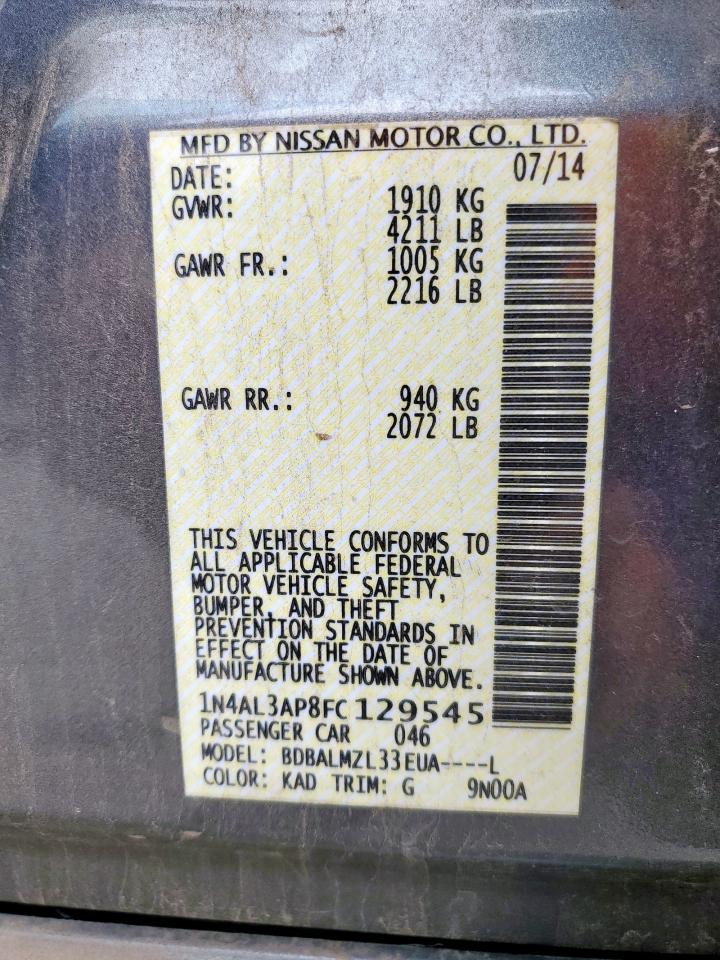 MFD BY NISSAN MOTOR CO., LTD.
DATE: 07/14
GVWR: 1910 KG
4211 LB
GAWR FR.: 1005 KG
2216 LB
GAWR RR.: 940 KG
2072 LB
THIS VEHICLE CONFORMS TO
ALL APPLICABLE FEDERAL
MOTOR VEHICLE SAFETY,
BUMPER, AND THEFT
PREVENTION STANDARDS IN
EFFECT ON THE DATE OF
MANUFACTURE SHOWN ABOVE.
1N4AL3AP8FC129545
PASSENGER CAR 046
MODEL: BDBALMZL33EUA----L
COLOR: KAD TRIM: G 9N00A